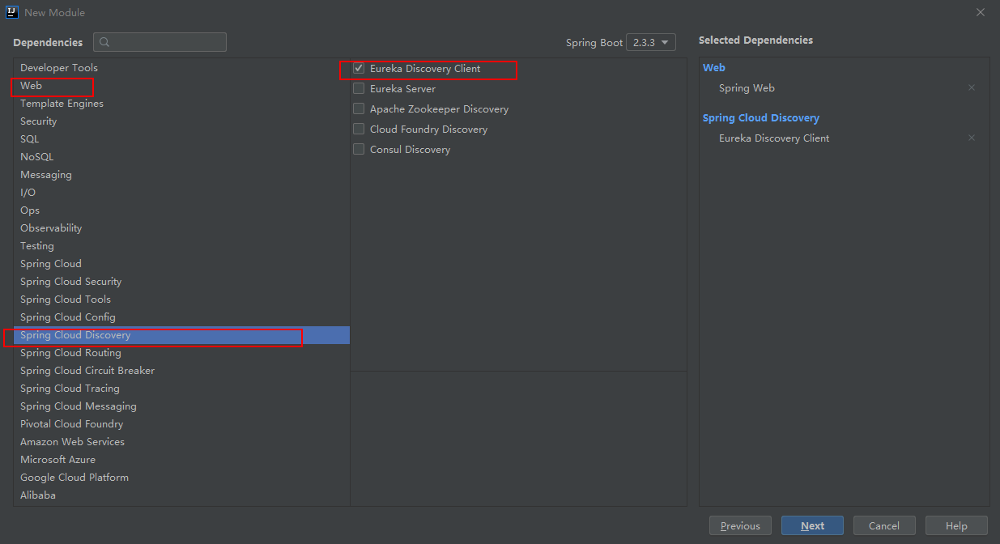 New Module
Dependencies
Spring Boot 2.3.3
Selected Dependencies
Developer Tools
Web
Template Engines
Security
SQL
NoSQL
Messaging
I/O
Ops
Observability
Testing
Spring Cloud
Spring Cloud Security
Spring Cloud Tools
Spring Cloud Config
Spring Cloud Discovery
Spring Cloud Routing
Spring Cloud Circuit Breaker
Spring Cloud Tracing
Spring Cloud Messaging
Pivotal Cloud Foundry
Amazon Web Services
Microsoft Azure
Google Cloud Platform
Alibaba
Eureka Discovery Client
Eureka Server
Apache Zookeeper Discovery
Cloud Foundry Discovery
Consul Discovery
Web
Spring Web
Spring Cloud Discovery
Eureka Discovery Client
Previous
Next
Cancel
Help